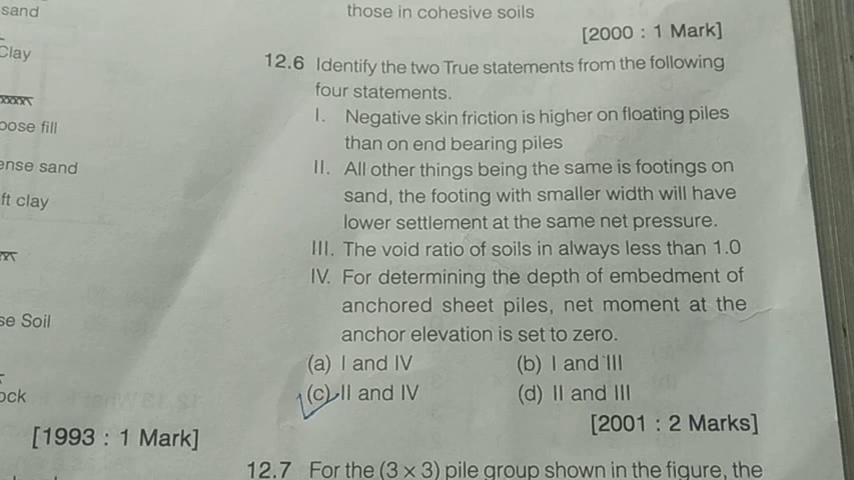 sand
Clay
oose fill
ense sand
ft clay
se Soil
ock
[1993 : 1 Mark]
those in cohesive soils
[2000 : 1 Mark]
12.6 Identify the two True statements from the following
four statements.
I. Negative skin friction is higher on floating piles
than on end bearing piles
II. All other things being the same is footings on
sand, the footing with smaller width will have
lower settlement at the same net pressure.
III. The void ratio of soils in always less than 1.0
IV. For determining the depth of embedment of
anchored sheet piles, net moment at the
anchor elevation is set to zero.
(a) I and IV (b) I and III
(c) II and IV (d) II and III
[2001 : 2 Marks]
12.7 For the (3 × 3) pile group shown in the figure, the